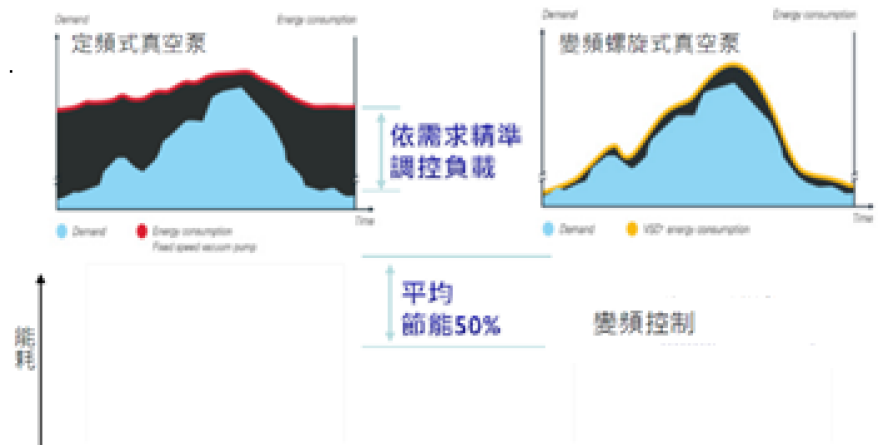 Demand
Energy consumption
定頻式真空泵
Demand
Energy consumption
變頻螺旋式真空泵
依需求精準
調控負載
Time
Time
Demand
Energy consumption
Fixed speed vacuum pump
Demand
VSD+ energy consumption
平均
節能50%
變頻控制
能耗